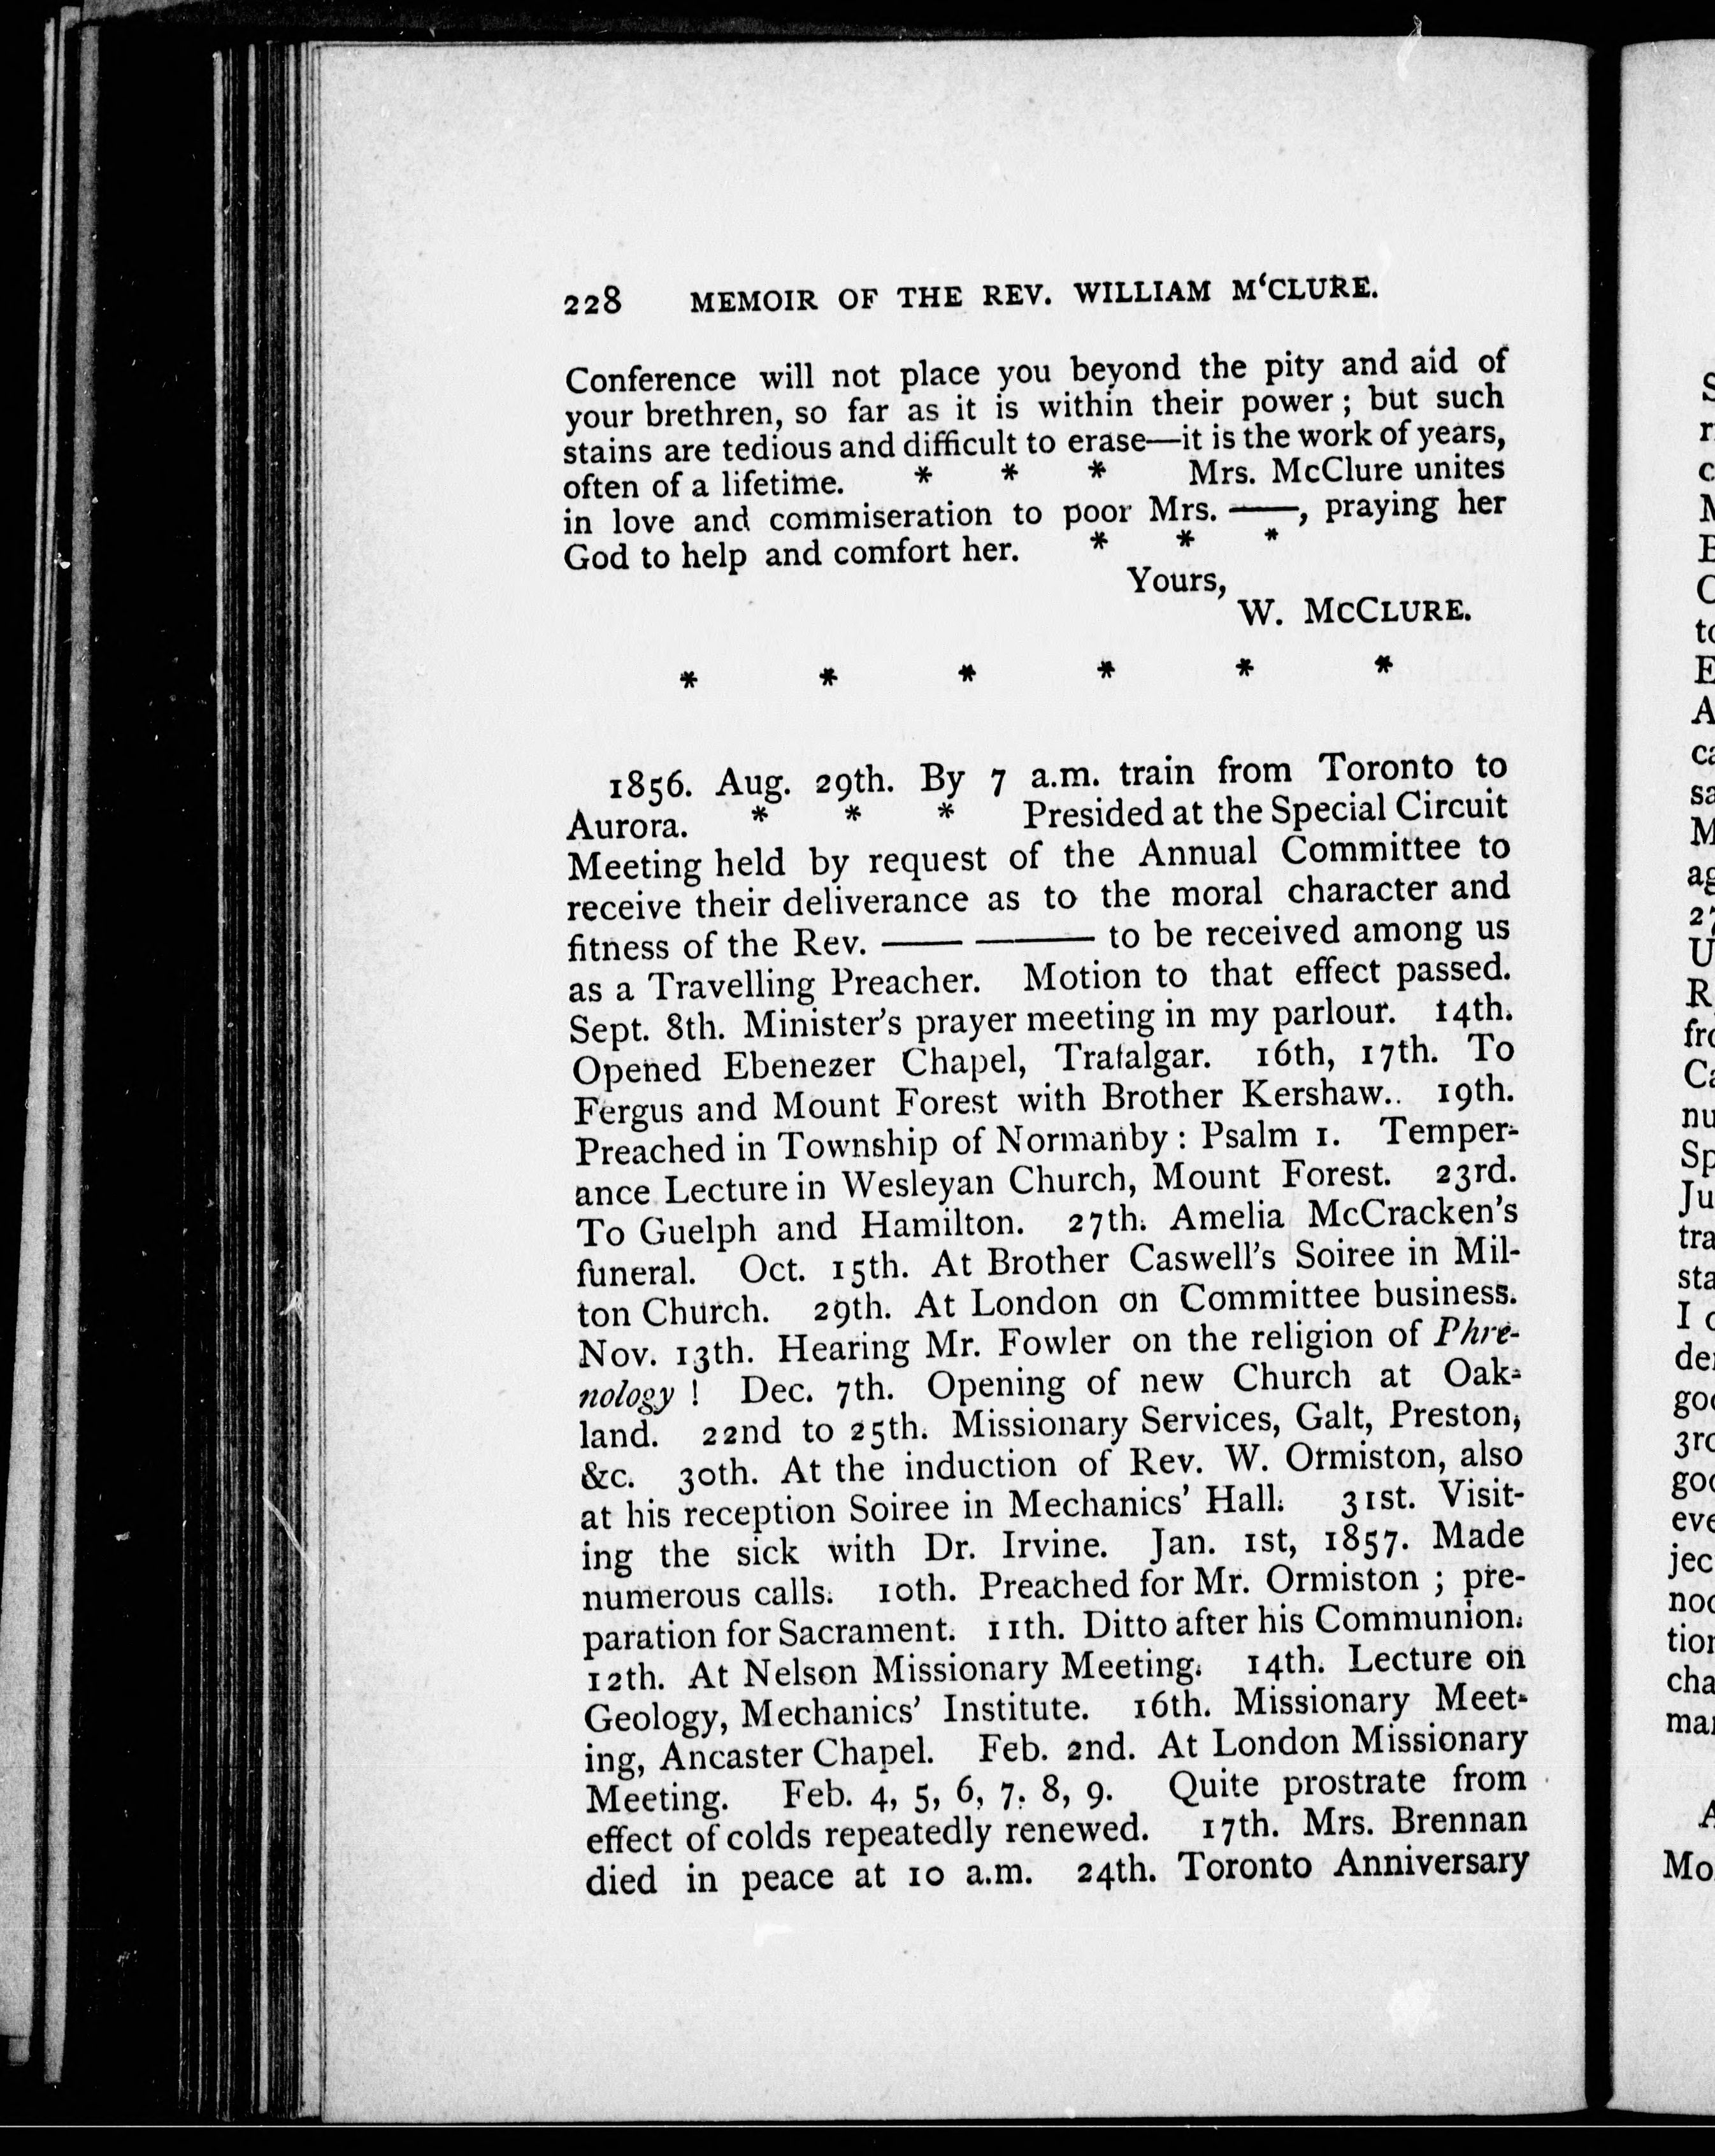 228 MEMOIR OF THE REV. WILLIAM M‘CLURE.
Conference will not place you beyond the pity and aid of
your brethren, so far as it is within their power; but such
stains are tedious and difficult to erase—it is the work of years,
often of a lifetime. * * * Mrs. McClure unites
in love and commiseration to poor Mrs. ——, praying her
God to help and comfort her. * * *
Yours,
W. McClure.
* * * * * *
1856. Aug. 29th. By 7 a.m. train from Toronto to
Aurora. * * * Presided at the Special Circuit
Meeting held by request of the Annual Committee to
receive their deliverance as to the moral character and
fitness of the Rev. —— —— to be received among us
as a Travelling Preacher. Motion to that effect passed.
Sept. 8th. Minister's prayer meeting in my parlour. 14th.
Opened Ebenezer Chapel, Trafalgar. 16th, 17th. To
Fergus and Mount Forest with Brother Kershaw.. 19th.
Preached in Township of Normanby: Psalm 1. Temper-
ance Lecture in Wesleyan Church, Mount Forest. 23rd.
To Guelph and Hamilton. 27th. Amelia McCracken's
funeral. Oct. 15th. At Brother Caswell's Soiree in Mil-
ton Church. 29th. At London on Committee business.
Nov. 13th. Hearing Mr. Fowler on the religion of Phre-
nology! Dec. 7th. Opening of new Church at Oak-
land. 22nd to 25th. Missionary Services, Galt, Preston,
&c. 30th. At the induction of Rev. W. Ormiston, also
at his reception Soiree in Mechanics' Hall. 31st. Visit-
ing the sick with Dr. Irvine. Jan. 1st, 1857. Made
numerous calls. 10th. Preached for Mr. Ormiston; pre-
paration for Sacrament. 11th. Ditto after his Communion.
12th. At Nelson Missionary Meeting. 14th. Lecture on
Geology, Mechanics' Institute. 16th. Missionary Meet-
ing, Ancaster Chapel. Feb. 2nd. At London Missionary
Meeting. Feb. 4, 5, 6, 7. 8, 9. Quite prostrate from
effect of colds repeatedly renewed. 17th. Mrs. Brennan
died in peace at 10 a.m. 24th. Toronto Anniversary